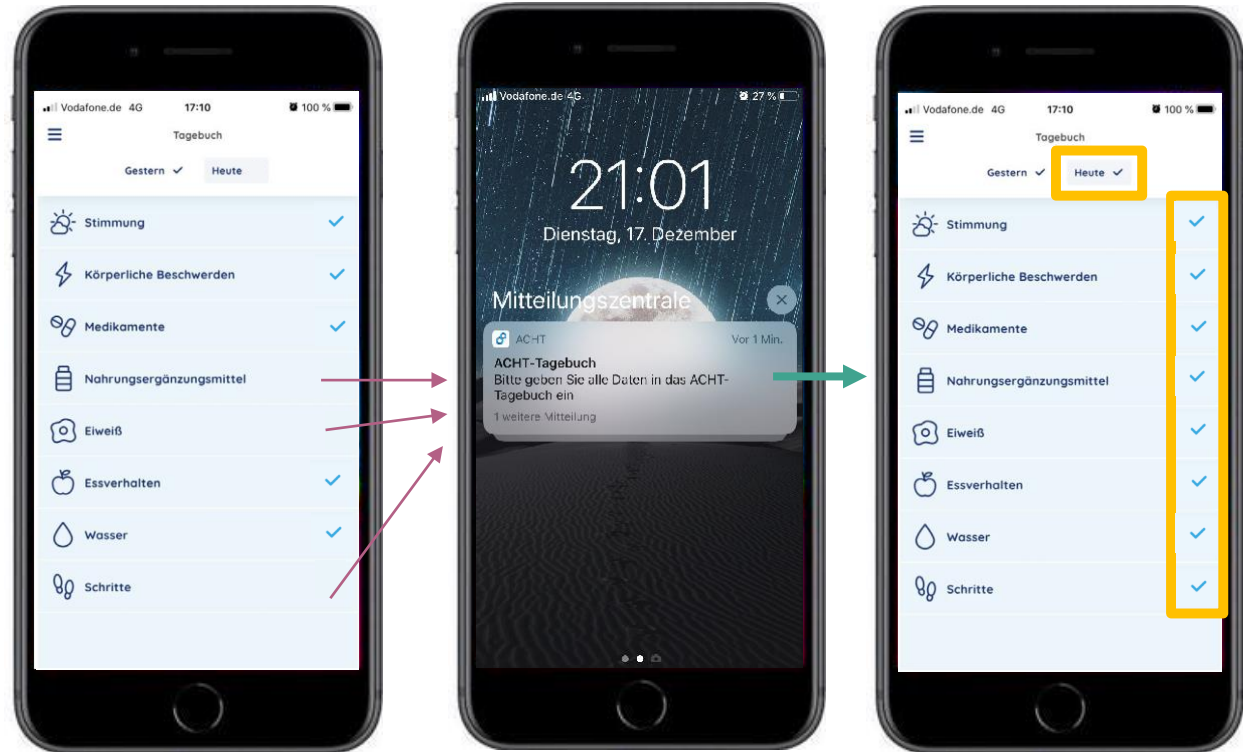 Vodafone.de 4G 17:10 100 %
Tagebuch
Gestern Heute
Stimmung
Körperliche Beschwerden
Medikamente
Nahrungsergänzungsmittel
Eiweiß
Essverhalten
Wasser
Schritte
Vodafone.de 4G 27 %
21:01
Dienstag, 17. Dezember
Mitteilungszentrale
ACHT Vor 1 Min.
ACHT-Tagebuch
Bitte geben Sie alle Daten in das ACHT-
Tagebuch ein
1 weitere Mitteilung
Vodafone.de 4G 17:10 100 %
Tagebuch
Gestern Heute
Stimmung
Körperliche Beschwerden
Medikamente
Nahrungsergänzungsmittel
Eiweiß
Essverhalten
Wasser
Schritte